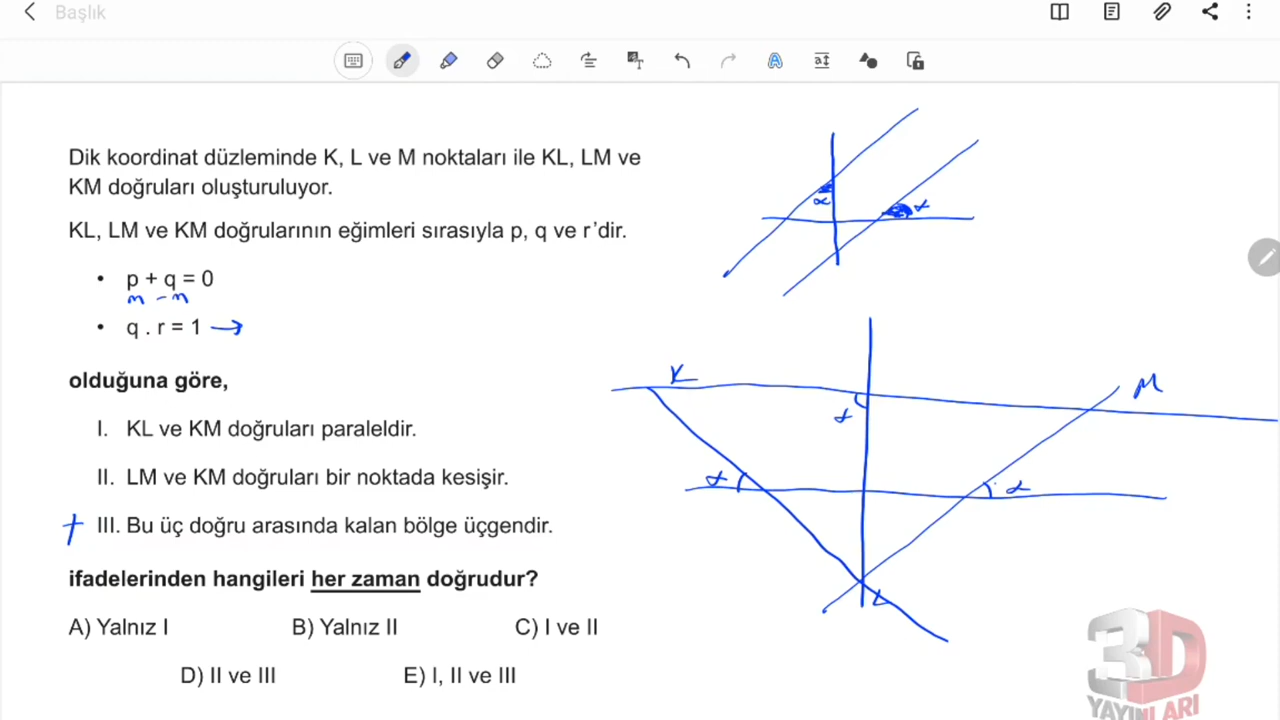 Başlık
Dik koordinat düzleminde K, L ve M noktaları ile KL, LM ve
KM doğruları oluşturuluyor.
KL, LM ve KM doğrularının eğimleri sırasıyla p, q ve r’dir.
• p + q = 0
m -m
• q . r = 1 →
olduğuna göre,
I. KL ve KM doğruları paraleldir.
II. LM ve KM doğruları bir noktada kesişir.
III. Bu üç doğru arasında kalan bölge üçgendir.
ifadelerinden hangileri her zaman doğrudur?
A) Yalnız I B) Yalnız II C) I ve II
D) II ve III E) I, II ve III
α α
K M
α
α α
L
3D
YAYINLARI